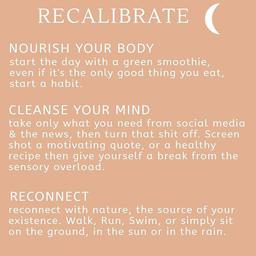 RECALIBRATE
NOURISH YOUR BODY
start the day with a green smoothie,
even if it's the only good thing you eat,
start a habit.
CLEANSE YOUR MIND
take only what you need from social media
& the news, then turn that shit off. Screen
shot a motivating quote, or a healthy
recipe then give yourself a break from the
sensory overload.
RECONNECT
reconnect with nature, the source of your
existence. Walk, Run, Swim, or simply sit
on the ground, in the sun or in the rain.